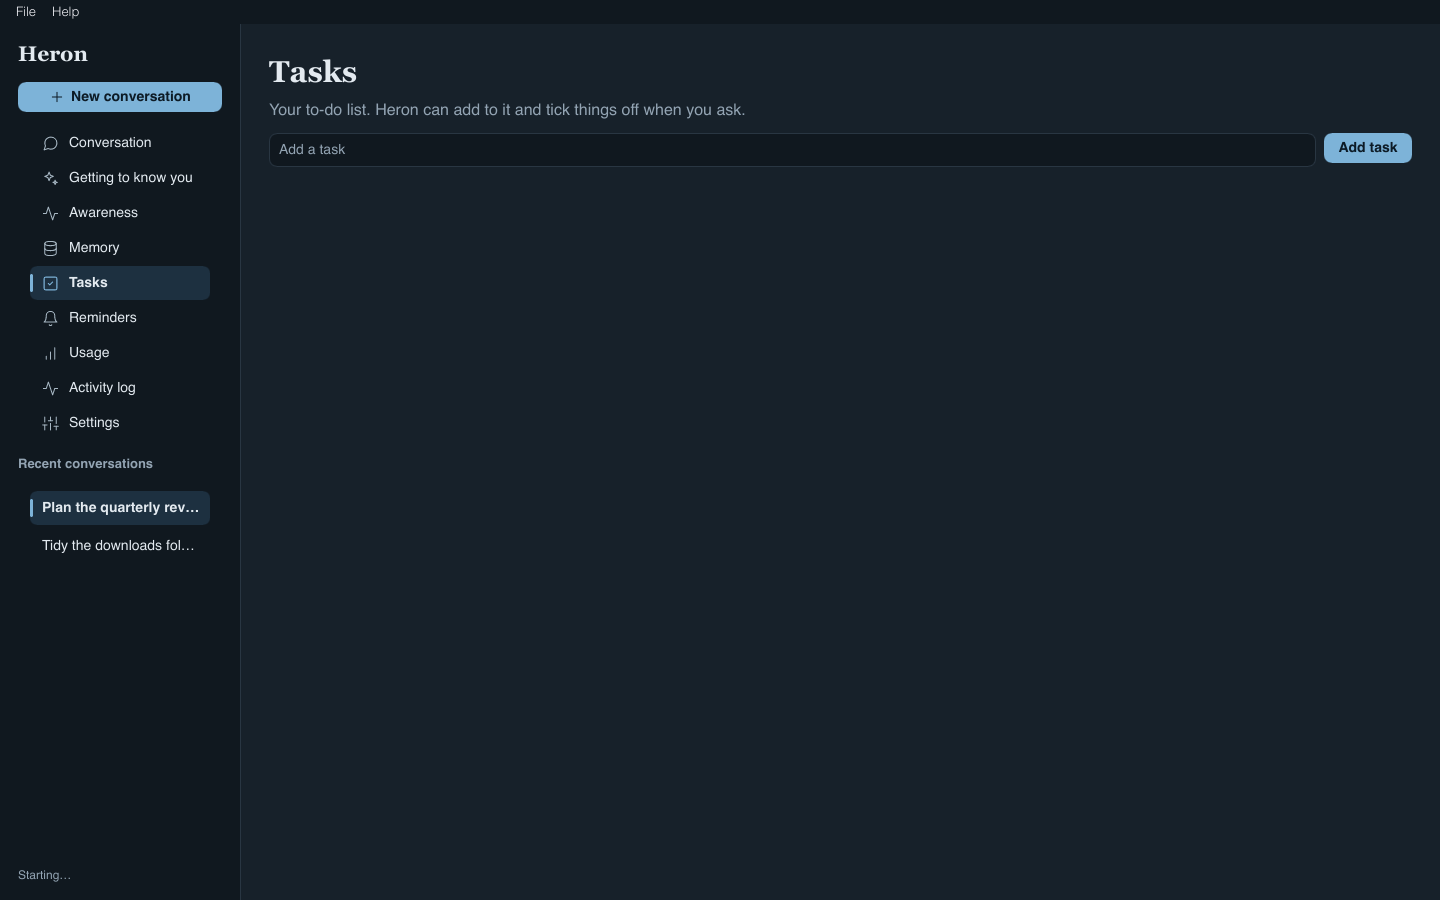 File Help
Heron
New conversation
Conversation
Getting to know you
Awareness
Memory
Tasks
Reminders
Usage
Activity log
Settings
Recent conversations
Plan the quarterly rev…
Tidy the downloads fol…
Starting…
Tasks
Your to-do list. Heron can add to it and tick things off when you ask.
Add a task
Add task